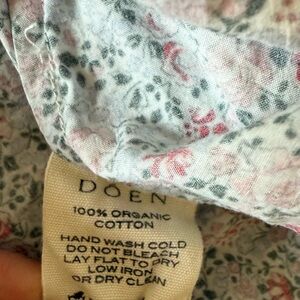 DÔEN
100% ORGANIC
COTTON
HAND WASH COLD
DO NOT BLEACH
LAY FLAT TO DRY
LOW IRON
OR DRY CLEAN